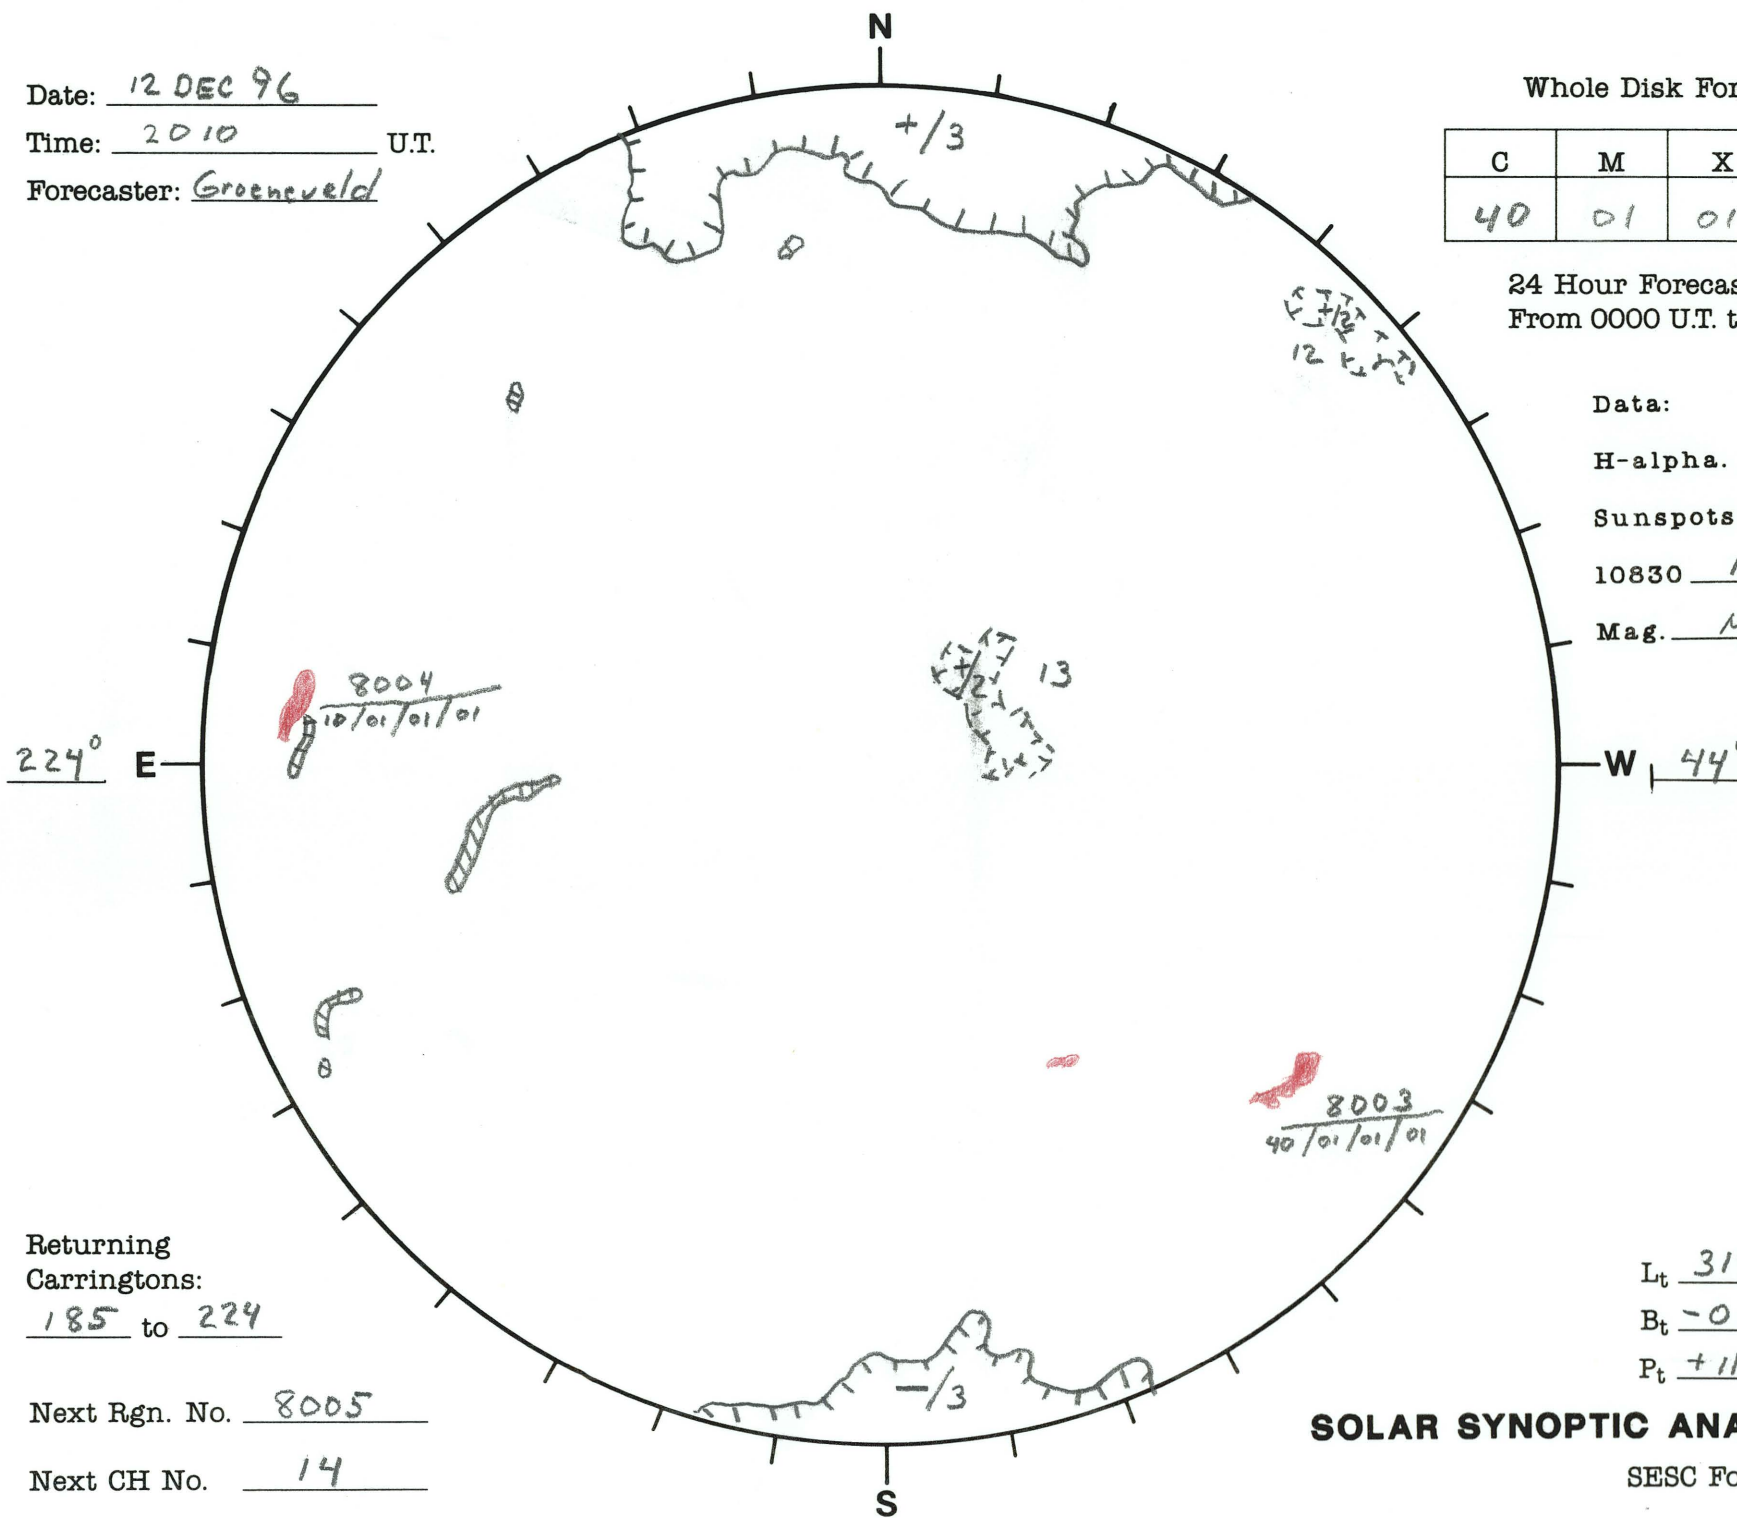 N
Date: 12 DEC 96
Time: 2010 U.T.
Forecaster: Groeneveld
+/3
Whole Disk For
C M X
40 01 01
24 Hour Forecas
From 0000 U.T. t
+/2
12
Data:
H-alpha.
Sunspots
10830
Mag.
8004
10/01/01/01
+/2
13
224° E
W 44°
8003
40/01/01/01
Returning
Carringtons:
185 to 224
Lt 31
Bt -0
Pt +11
-/3
Next Rgn. No. 8005
SOLAR SYNOPTIC ANA
Next CH No. 14
SESC Fo
S